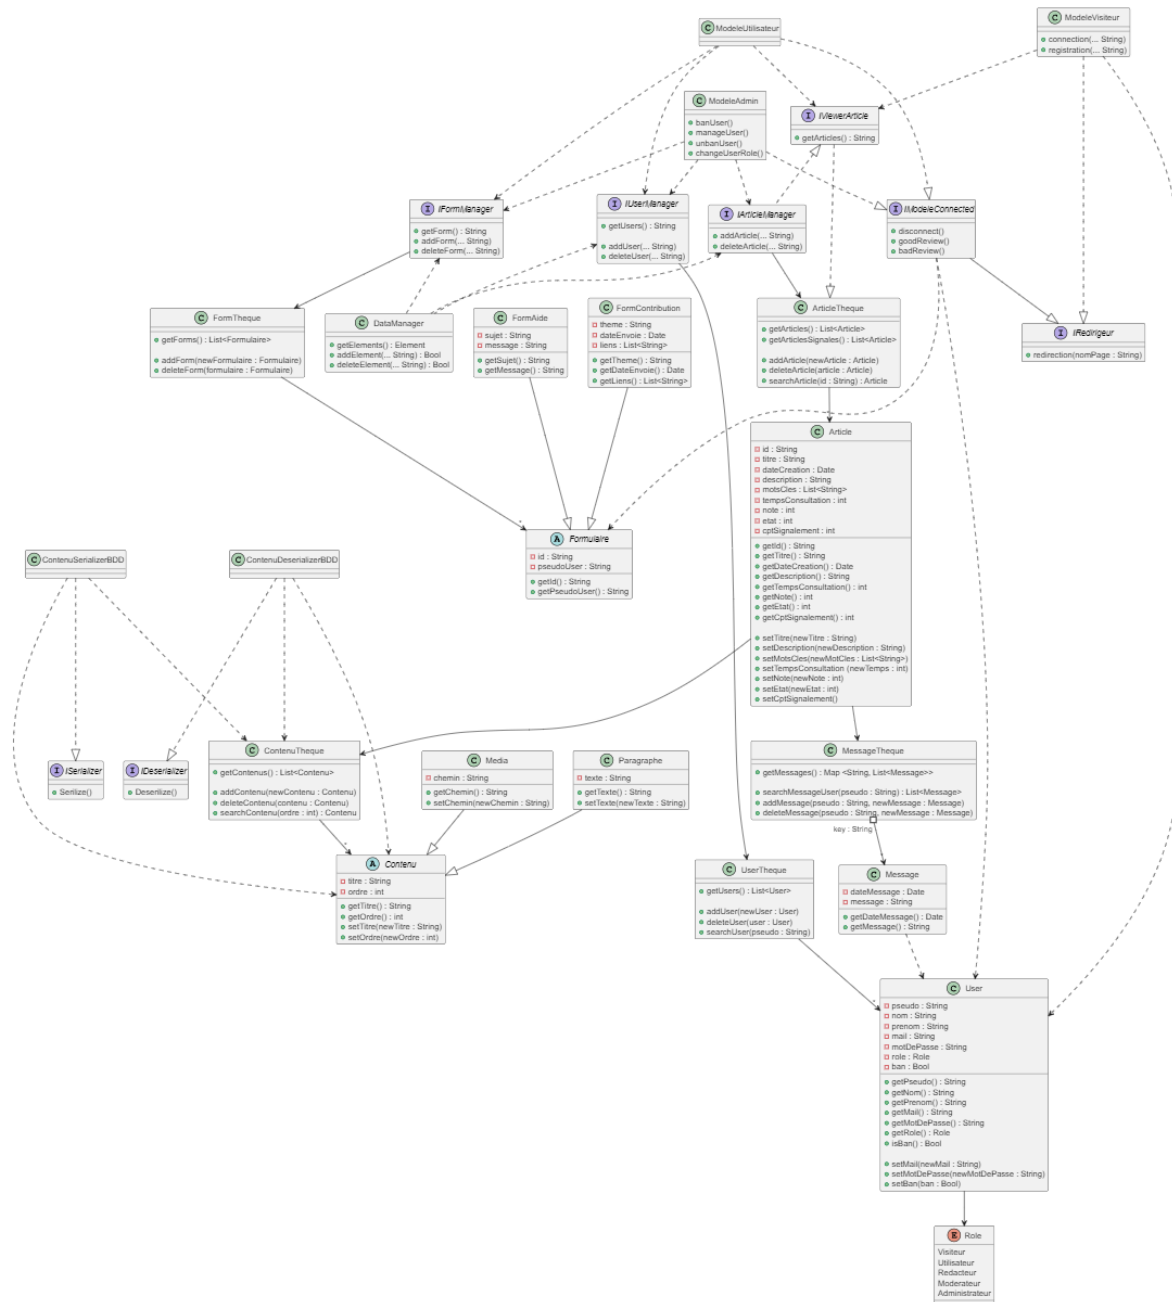 ModeleUtilisateur
ModeleVisiteur
connection(... String)
registration(... String)
ModeleAdmin
banUser()
manageUser()
unbanUser()
changeUserRole()
IViewerArticle
getArticles() : String
IFormManager
getForm() : String
addForm(... String)
deleteForm(... String)
IUserManager
getUsers() : String
addUser(... String)
deleteUser(... String)
IArticleManager
addArticle(... String)
deleteArticle(... String)
IModeleConnected
disconnect()
goodReview()
badReview()
FormTheque
getForms() : List<Formulaire>
addForm(newFormulaire : Formulaire)
deleteForm(formulaire : Formulaire)
DataManager
getElements() : Element
addElement(... String) : Bool
deleteElement(... String) : Bool
FormAide
sujet : String
message : String
getSujet() : String
getMessage() : String
FormContribution
theme : String
dateEnvoie : Date
liens : List<String>
getTheme() : String
getDateEnvoie() : Date
getLiens() : List<String>
ArticleTheque
getArticles() : List<Article>
getArticlesSignales() : List<Article>
addArticle(newArticle : Article)
deleteArticle(article : Article)
searchArticle(id : String) : Article
IRedirigeur
redirection(nomPage : String)
Article
id : String
titre : String
dateCreation : Date
description : String
motsCles : List<String>
tempsConsultation : int
note : int
etat : int
cptSignalement : int
getId() : String
getTitre() : String
getDateCreation() : Date
getDescription() : String
getTempsConsultation() : int
getNote() : int
getEtat() : int
getCptSignalement() : int
setTitre(newTitre : String)
setDescription(newDescription : String)
setMotsCles(newMotCles : List<String>)
setTempsConsultation (newTemps : int)
setNote(newNote : int)
setEtat(newEtat : int)
setCptSignalement()
Formulaire
id : String
pseudoUser : String
getId() : String
getPseudoUser() : String
ContenuSerializerBDD
ContenuDeserializerBDD
ISerializer
Serilize()
IDeserializer
Deserilize()
ContenuTheque
getContenus() : List<Contenu>
addContenu(newContenu : Contenu)
deleteContenu(contenu : Contenu)
searchContenu(ordre : int) : Contenu
Media
chemin : String
getChemin() : String
setChemin(newChemin : String)
Paragraphe
texte : String
getTexte() : String
setTexte(newTexte : String)
MessageTheque
getMessages() : Map <String, List<Message>>
searchMessageUser(pseudo : String) : List<Message>
addMessage(pseudo : String, newMessage : Message)
deleteMessage(pseudo : String, newMessage : Message)
key : String
Contenu
titre : String
ordre : int
getTitre() : String
getOrdre() : int
setTitre(newTitre : String)
setOrdre(newOrdre : int)
UserTheque
getUsers() : List<User>
addUser(newUser : User)
deleteUser(user : User)
searchUser(pseudo : String)
Message
dateMessage : Date
message : String
getDateMessage() : Date
getMessage() : String
User
pseudo : String
nom : String
prenom : String
mail : String
motDePasse : String
role : Role
ban : Bool
getPseudo() : String
getNom() : String
getPrenom() : String
getMail() : String
getMotDePasse() : String
getRole() : Role
isBan() : Bool
setMail(newMail : String)
setMotDePasse(newMotDePasse : String)
setBan(ban : Bool)
Role
Visiteur
Utilisateur
Redacteur
Moderateur
Administrateur